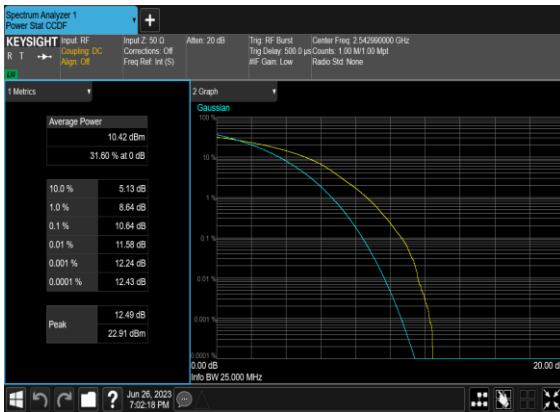 Spectrum Analyzer 1
Power Stat CCDF
KEYSIGHT
R T
Input: RF
Coupling: DC
Align: Off
Input Z: 50 Ω
Corrections: Off
Freq Ref: Int (S)
Atten: 20 dB
Trig: RF Burst
Trig Delay: 500.0 µs
#IF Gain: Low
Center Freq: 2.542990000 GHz
Counts: 1.00 M/1.00 Mpt
Radio Std: None
1 Metrics
Average Power
10.42 dBm
31.60 % at 0 dB
10.0 % 5.13 dB
1.0 % 8.64 dB
0.1 % 10.64 dB
0.01 % 11.58 dB
0.001 % 12.24 dB
0.0001 % 12.43 dB
Peak
12.49 dB
22.91 dBm
2 Graph
Gaussian
100 %
10 %
1 %
0.1 %
0.01 %
0.001 %
0.0001 %
0.00 dB
20.00 d
Info BW 25.000 MHz
Jun 26, 2023
7:02:18 PM